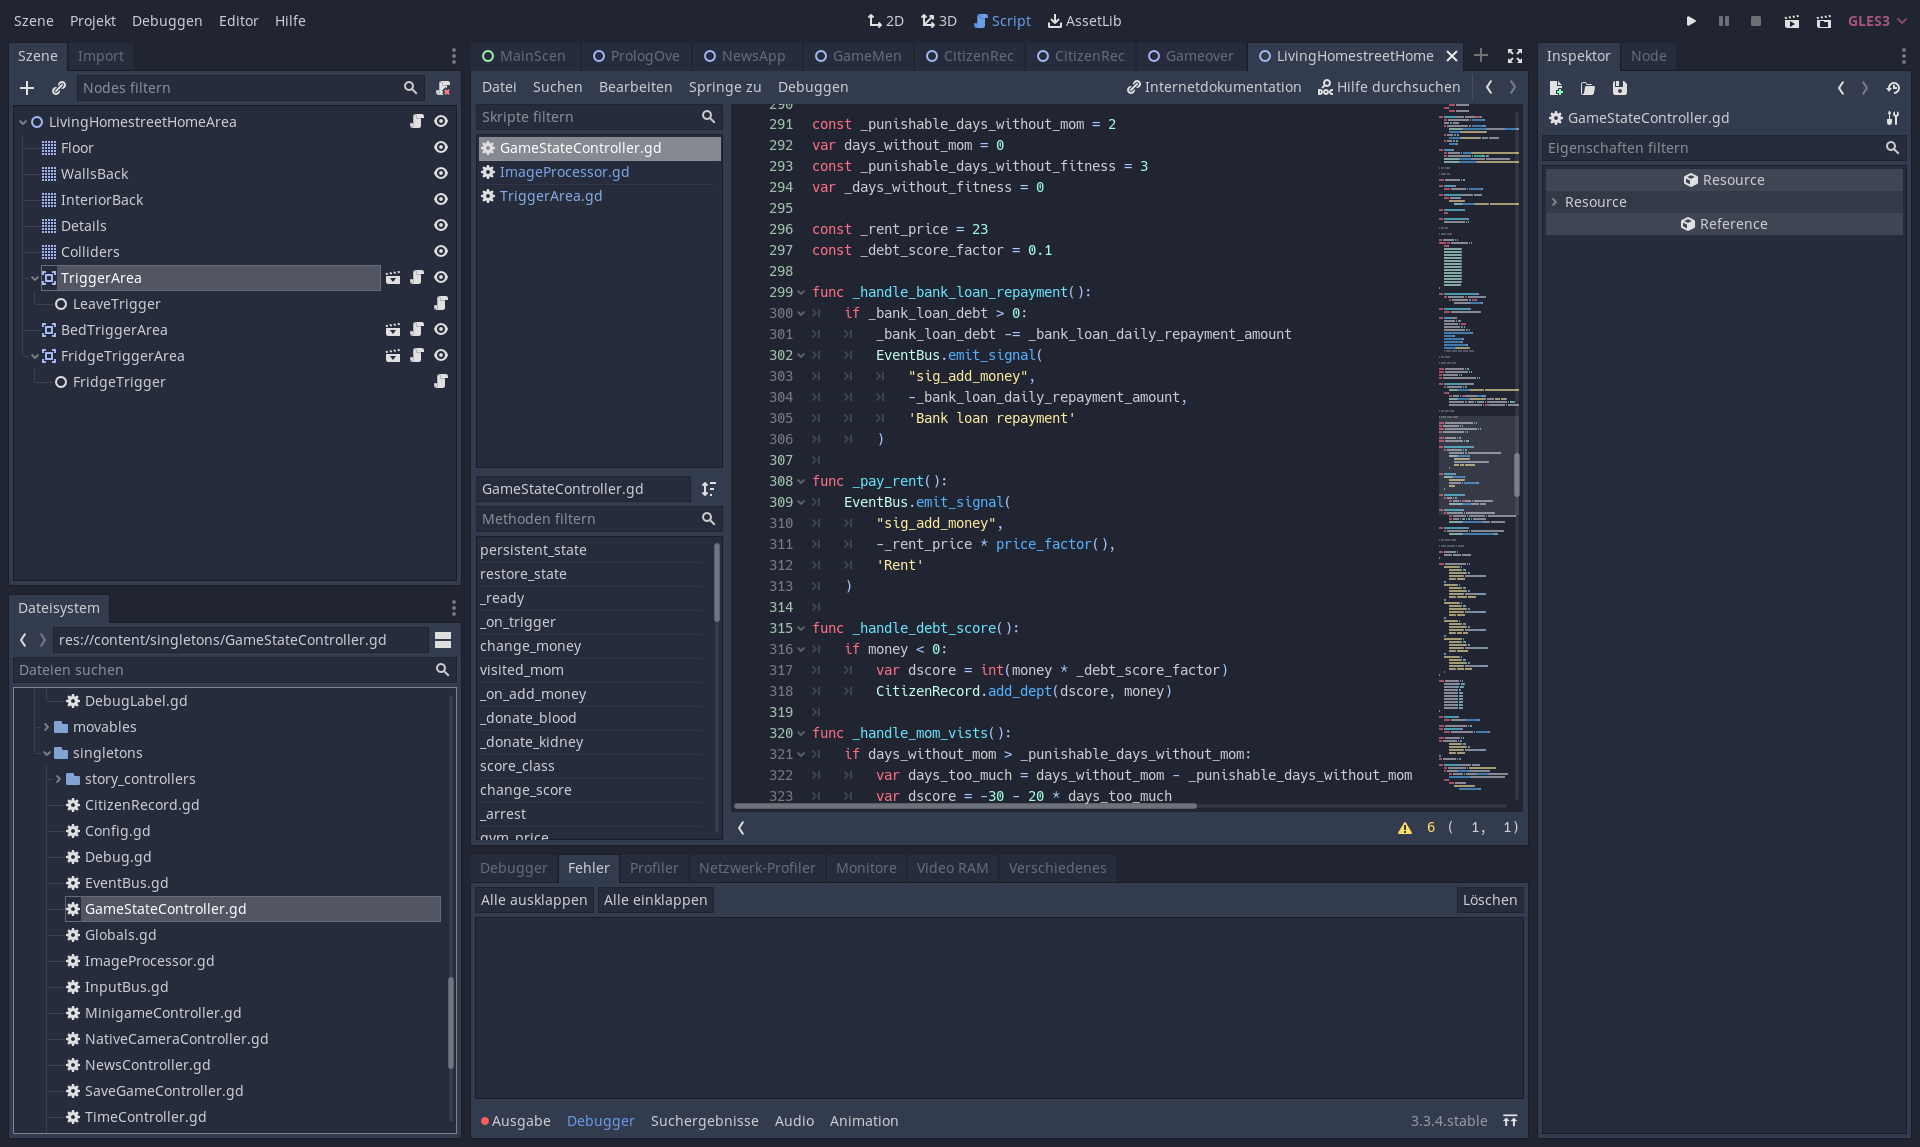 Szene Projekt Debuggen Editor Hilfe
2D 3D Script AssetLib
GLES3
Szene Import
Nodes filtern
LivingHomestreetHomeArea
Floor
WallsBack
InteriorBack
Details
Colliders
TriggerArea
LeaveTrigger
BedTriggerArea
FridgeTriggerArea
FridgeTrigger
Dateisystem
res://content/singletons/GameStateController.gd
Dateien suchen
DebugLabel.gd
movables
singletons
story_controllers
CitizenRecord.gd
Config.gd
Debug.gd
EventBus.gd
GameStateController.gd
Globals.gd
ImageProcessor.gd
InputBus.gd
MinigameController.gd
NativeCameraController.gd
NewsController.gd
SaveGameController.gd
TimeController.gd
MainScen PrologOve NewsApp GameMen CitizenRec CitizenRec Gameover LivingHomestreetHome
Datei Suchen Bearbeiten Springe zu Debuggen Internetdokumentation Hilfe durchsuchen
Skripte filtern
GameStateController.gd
ImageProcessor.gd
TriggerArea.gd
GameStateController.gd
Methoden filtern
persistent_state
restore_state
_ready
_on_trigger
change_money
visited_mom
_on_add_money
_donate_blood
_donate_kidney
score_class
change_score
_arrest
gym_price
290
291 const _punishable_days_without_mom = 2
292 var days_without_mom = 0
293 const _punishable_days_without_fitness = 3
294 var _days_without_fitness = 0
295
296 const _rent_price = 23
297 const _debt_score_factor = 0.1
298
299 func _handle_bank_loan_repayment():
300 if _bank_loan_debt > 0:
301 _bank_loan_debt -= _bank_loan_daily_repayment_amount
302 EventBus.emit_signal(
303 "sig_add_money",
304 -_bank_loan_daily_repayment_amount,
305 'Bank loan repayment'
306 )
307
308 func _pay_rent():
309 EventBus.emit_signal(
310 "sig_add_money",
311 -_rent_price * price_factor(),
312 'Rent'
313 )
314
315 func _handle_debt_score():
316 if money < 0:
317 var dscore = int(money * _debt_score_factor)
318 CitizenRecord.add_dept(dscore, money)
319
320 func _handle_mom_vists():
321 if days_without_mom > _punishable_days_without_mom:
322 var days_too_much = days_without_mom - _punishable_days_without_mom
323 var dscore = -30 - 20 * days_too_much
6 ( 1, 1)
Debugger Fehler Profiler Netzwerk-Profiler Monitore Video RAM Verschiedenes
Alle ausklappen Alle einklappen Löschen
Ausgabe Debugger Suchergebnisse Audio Animation 3.3.4.stable
Inspektor Node
GameStateController.gd
Eigenschaften filtern
Resource
Resource
Reference